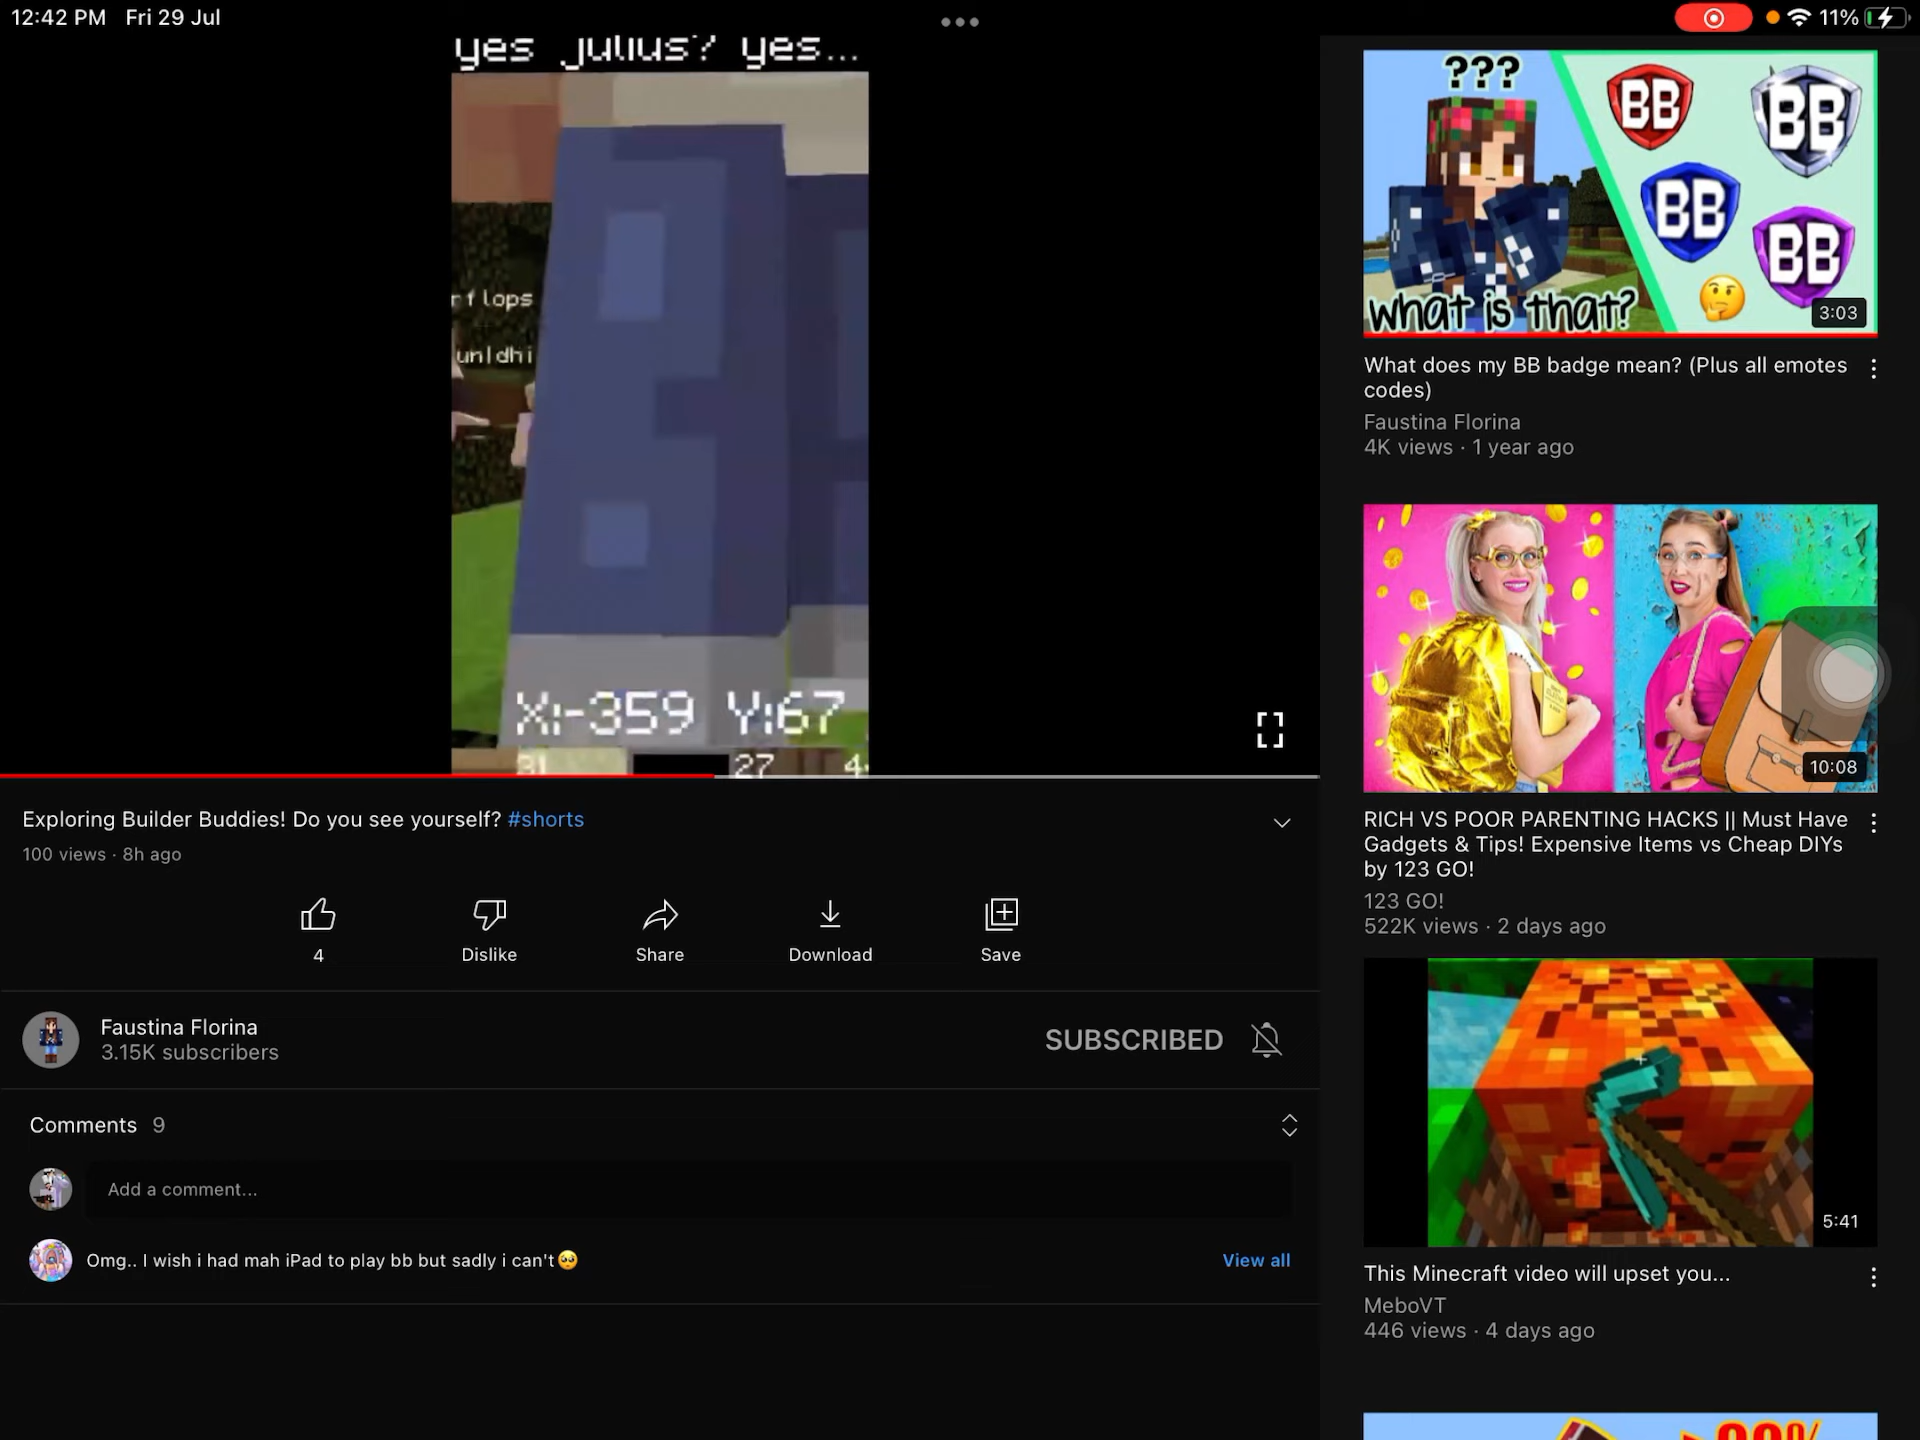 12:42 PM Fri 29 Jul
11%
yes julius? yes...
rflops
unldhi
X:-359 Y:67
31 27 4
Exploring Builder Buddies! Do you see yourself? #shorts
100 views · 8h ago
4 Dislike Share Download Save
Faustina Florina
3.15K subscribers
SUBSCRIBED
Comments 9
Add a comment...
Omg.. I wish i had mah iPad to play bb but sadly i can't🥺
View all
???
BB BB
BB BB
what is that?
3:03
What does my BB badge mean? (Plus all emotes
codes)
Faustina Florina
4K views · 1 year ago
10:08
RICH VS POOR PARENTING HACKS || Must Have
Gadgets & Tips! Expensive Items vs Cheap DIYs
by 123 GO!
123 GO!
522K views · 2 days ago
5:41
This Minecraft video will upset you...
MeboVT
446 views · 4 days ago